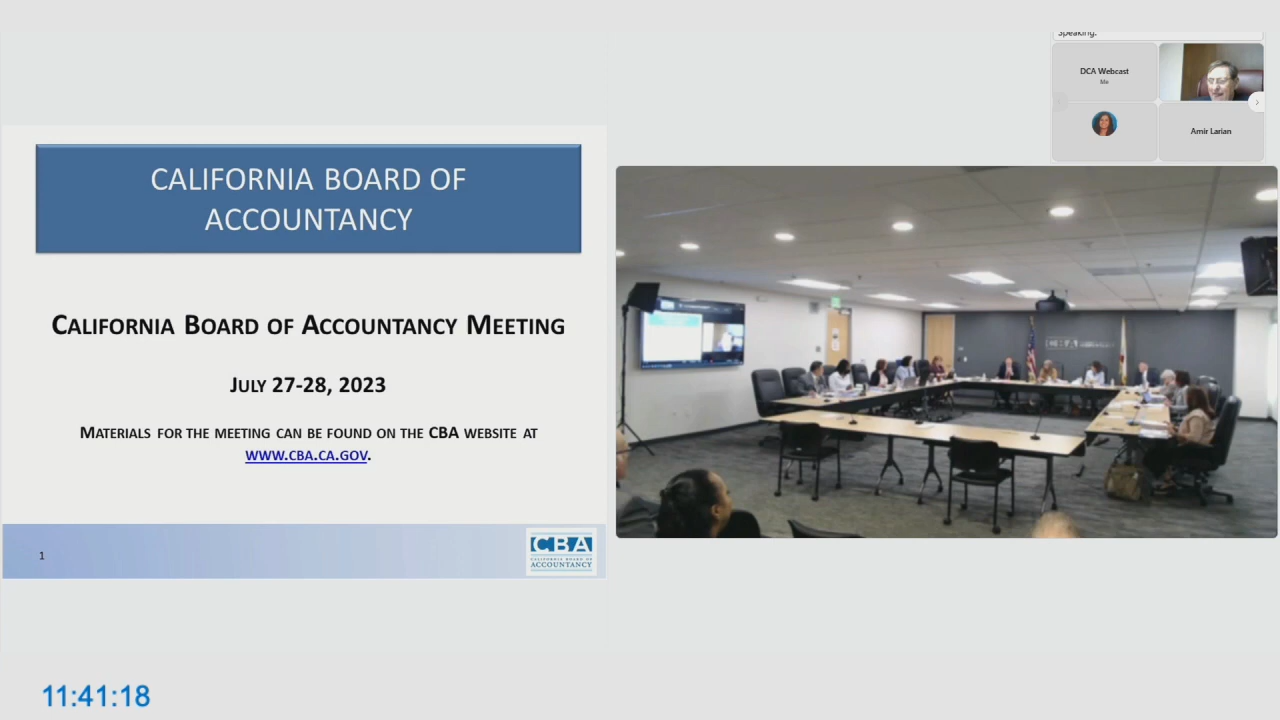 Speaking:
DCA Webcast
Me
Amir Larian
CALIFORNIA BOARD OF
ACCOUNTANCY
CALIFORNIA BOARD OF ACCOUNTANCY MEETING
JULY 27-28, 2023
MATERIALS FOR THE MEETING CAN BE FOUND ON THE CBA WEBSITE AT
WWW.CBA.CA.GOV.
CBA
1
CBA
CALIFORNIA BOARD OF
ACCOUNTANCY
11:41:18